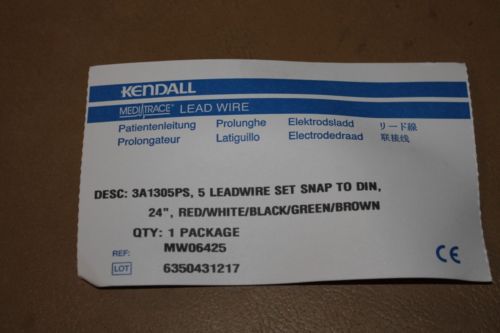 KENDALL
MEDITRACE® LEAD WIRE
Patientenleitung Prolunghe Elektrodsladd リード線
Prolongateur Latiguillo Electrodedraad 联接线
DESC: 3A1305PS, 5 LEADWIRE SET SNAP TO DIN,
24", RED/WHITE/BLACK/GREEN/BROWN
QTY: 1 PACKAGE
REF: MW06425
LOT 6350431217
CE